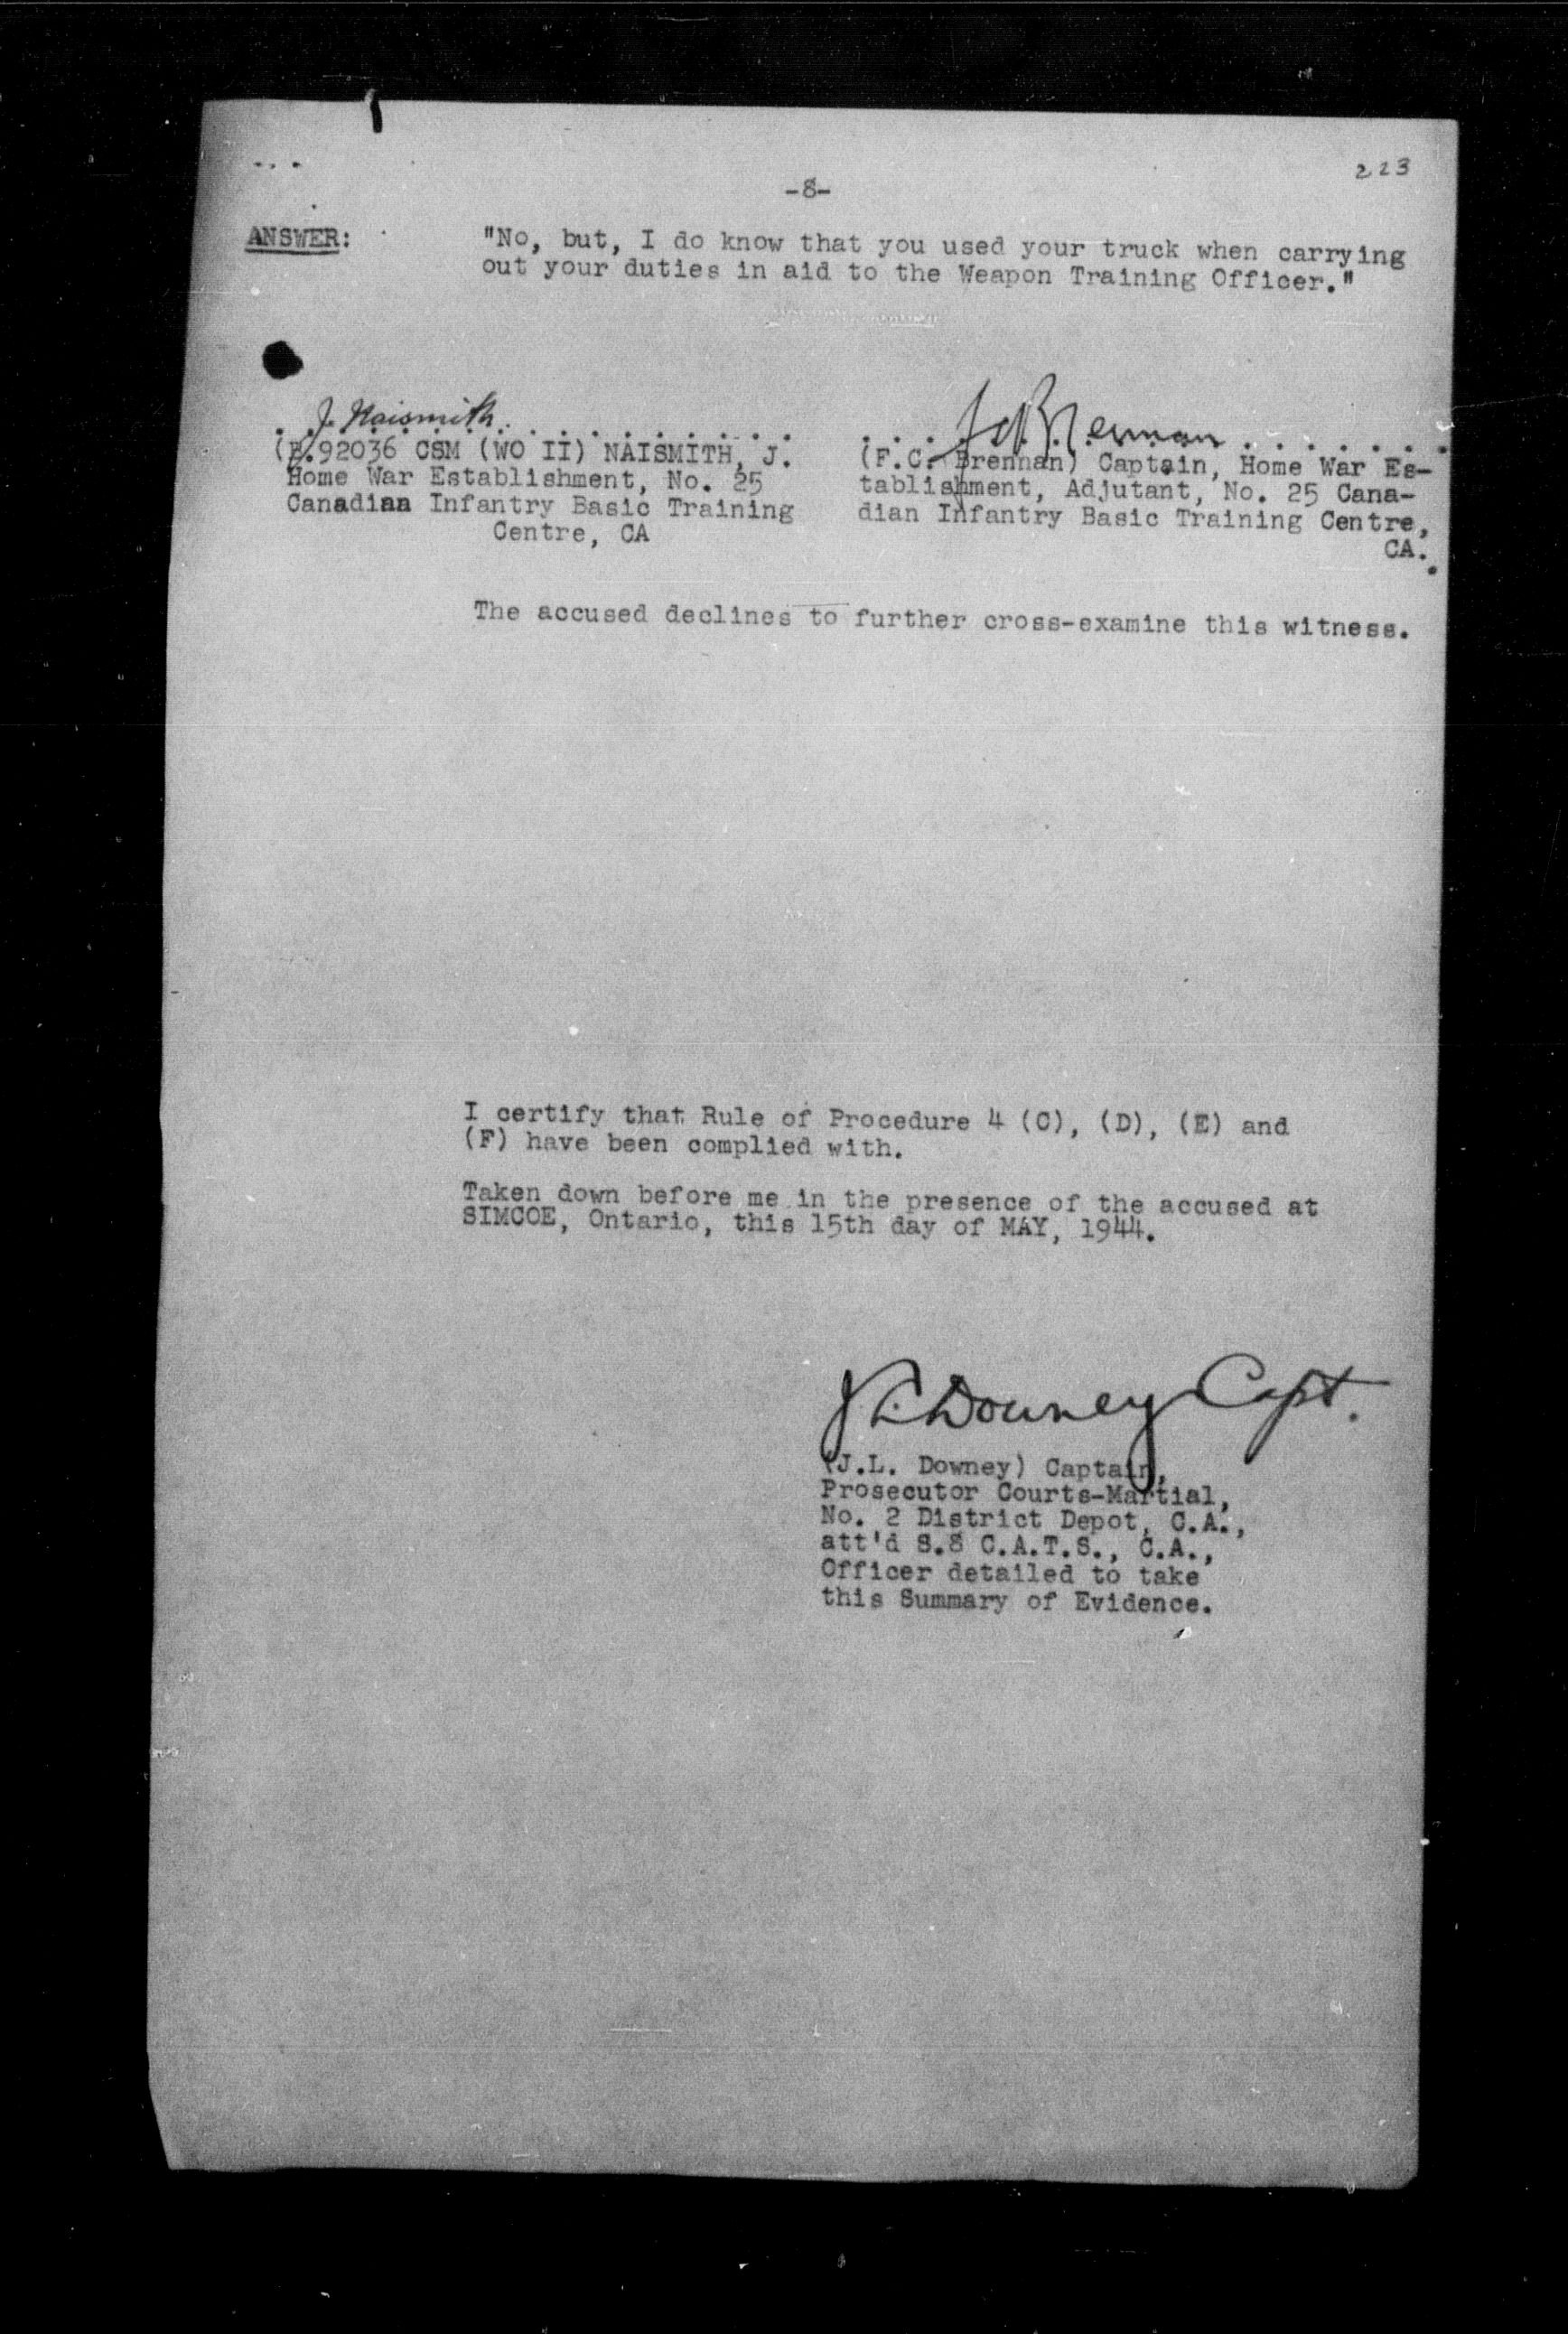 223
-8-
ANSWER: "No, but, I do know that you used your truck when carrying
out your duties in aid to the Weapon Training Officer."
J. Naismith
(B.92036 CSM (WO II) NAISMITH, J.
Home War Establishment, No. 25
Canadian Infantry Basic Training
Centre, CA
F C Brennan
(F.C. Brennan) Captain, Home War Es-
tablishment, Adjutant, No. 25 Cana-
dian Infantry Basic Training Centre,
CA.
The accused declines to further cross-examine this witness.
I certify that Rule of Procedure 4 (C), (D), (E) and
(F) have been complied with.
Taken down before me in the presence of the accused at
SIMCOE, Ontario, this 15th day of MAY, 1944.
J L Downey Capt.
(J.L. Downey) Captain,
Prosecutor Courts-Martial,
No. 2 District Depot, C.A.,
att'd S.8 C.A.T.S., C.A.,
Officer detailed to take
this Summary of Evidence.